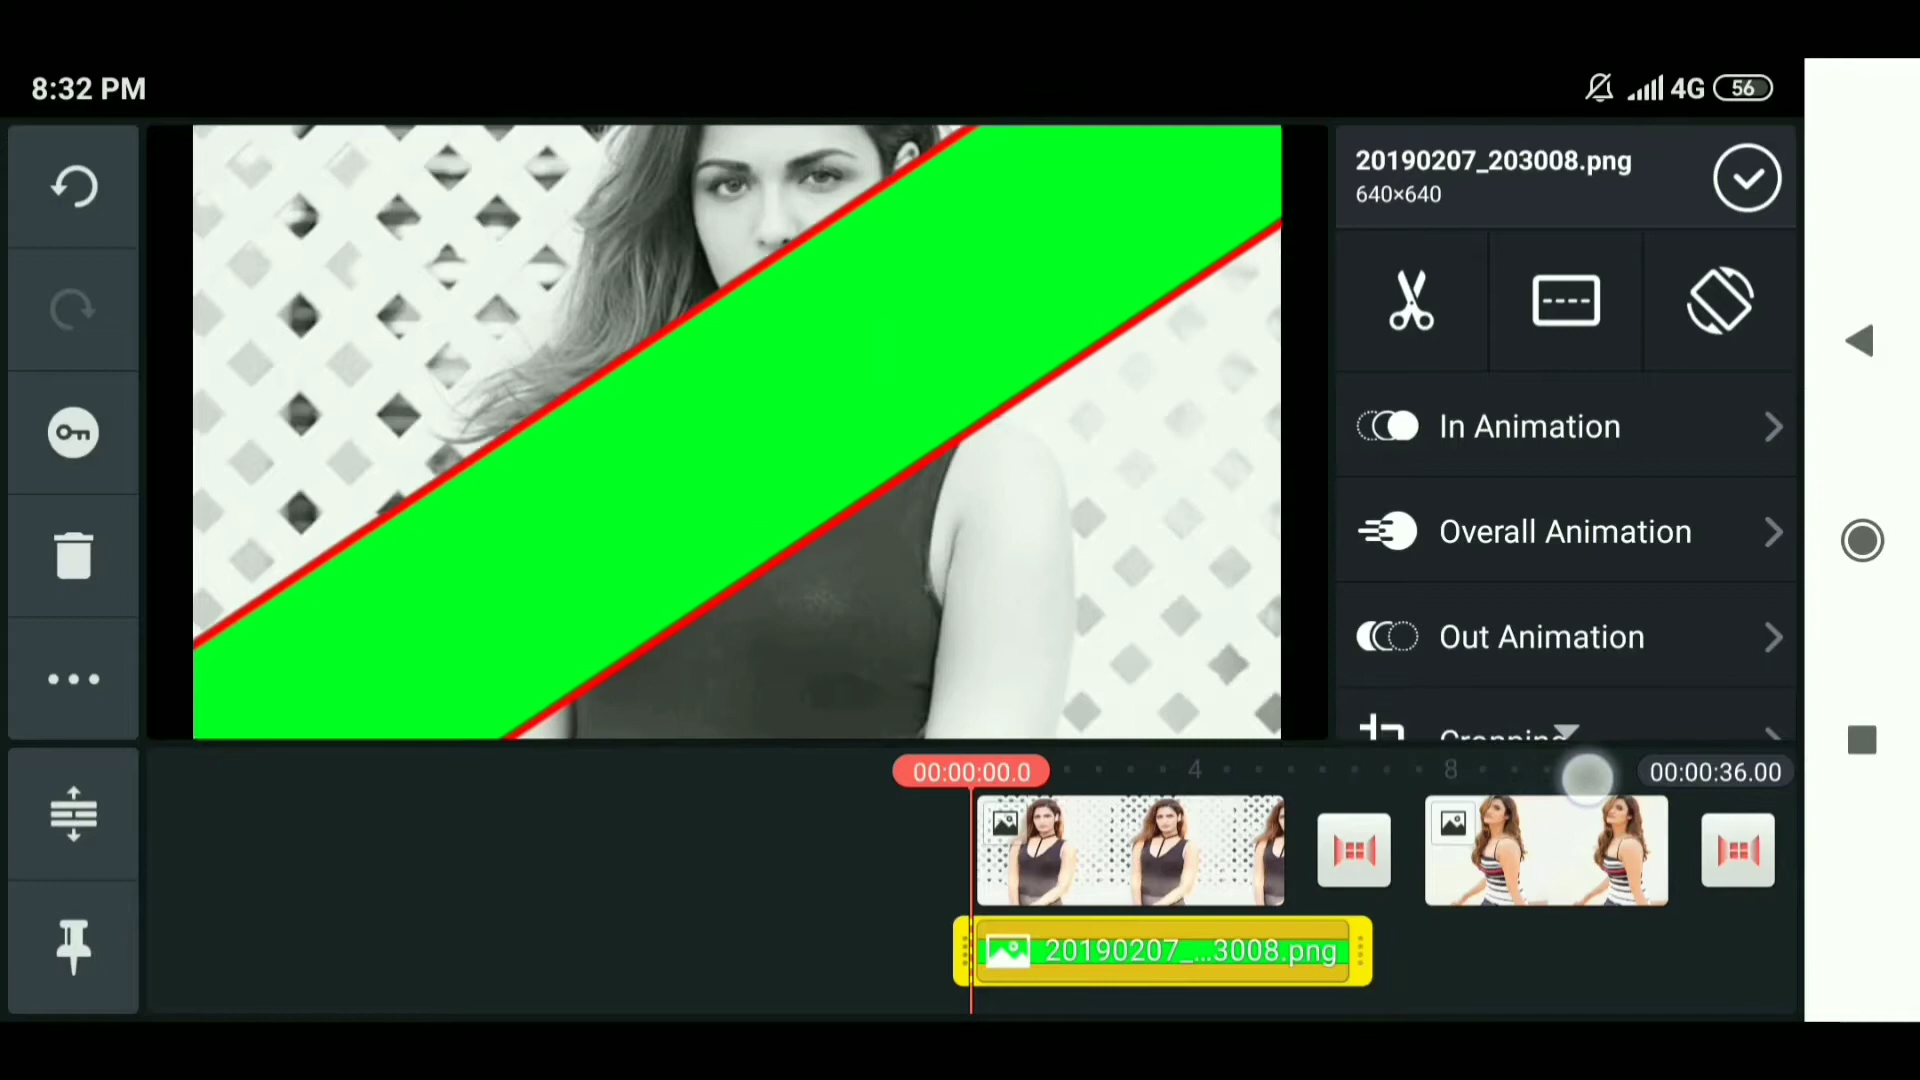 8:32 PM
4G 56
20190207_203008.png
640×640
In Animation
Overall Animation
Out Animation
Cropping
00:00:00.0
4
8
00:00:36.00
20190207_...3008.png